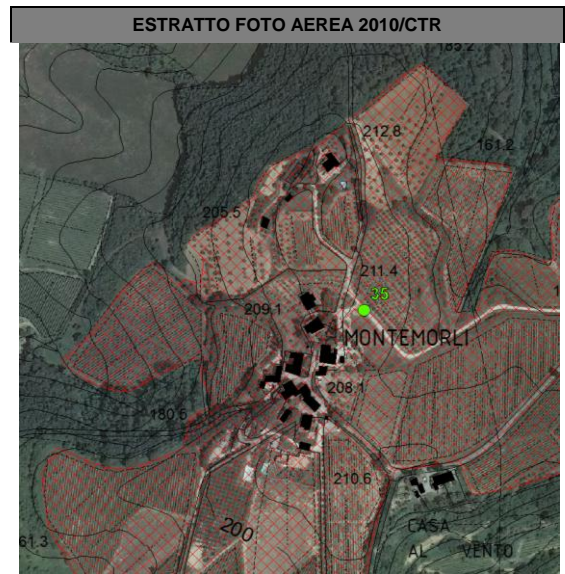 ESTRATTO FOTO AEREA 2010/CTR
212.8
161.2
205.5
211.4
35
209.1
MONTEMORLI
208.1
180.6
210.6
200
CASA
61.3
AL VENTO